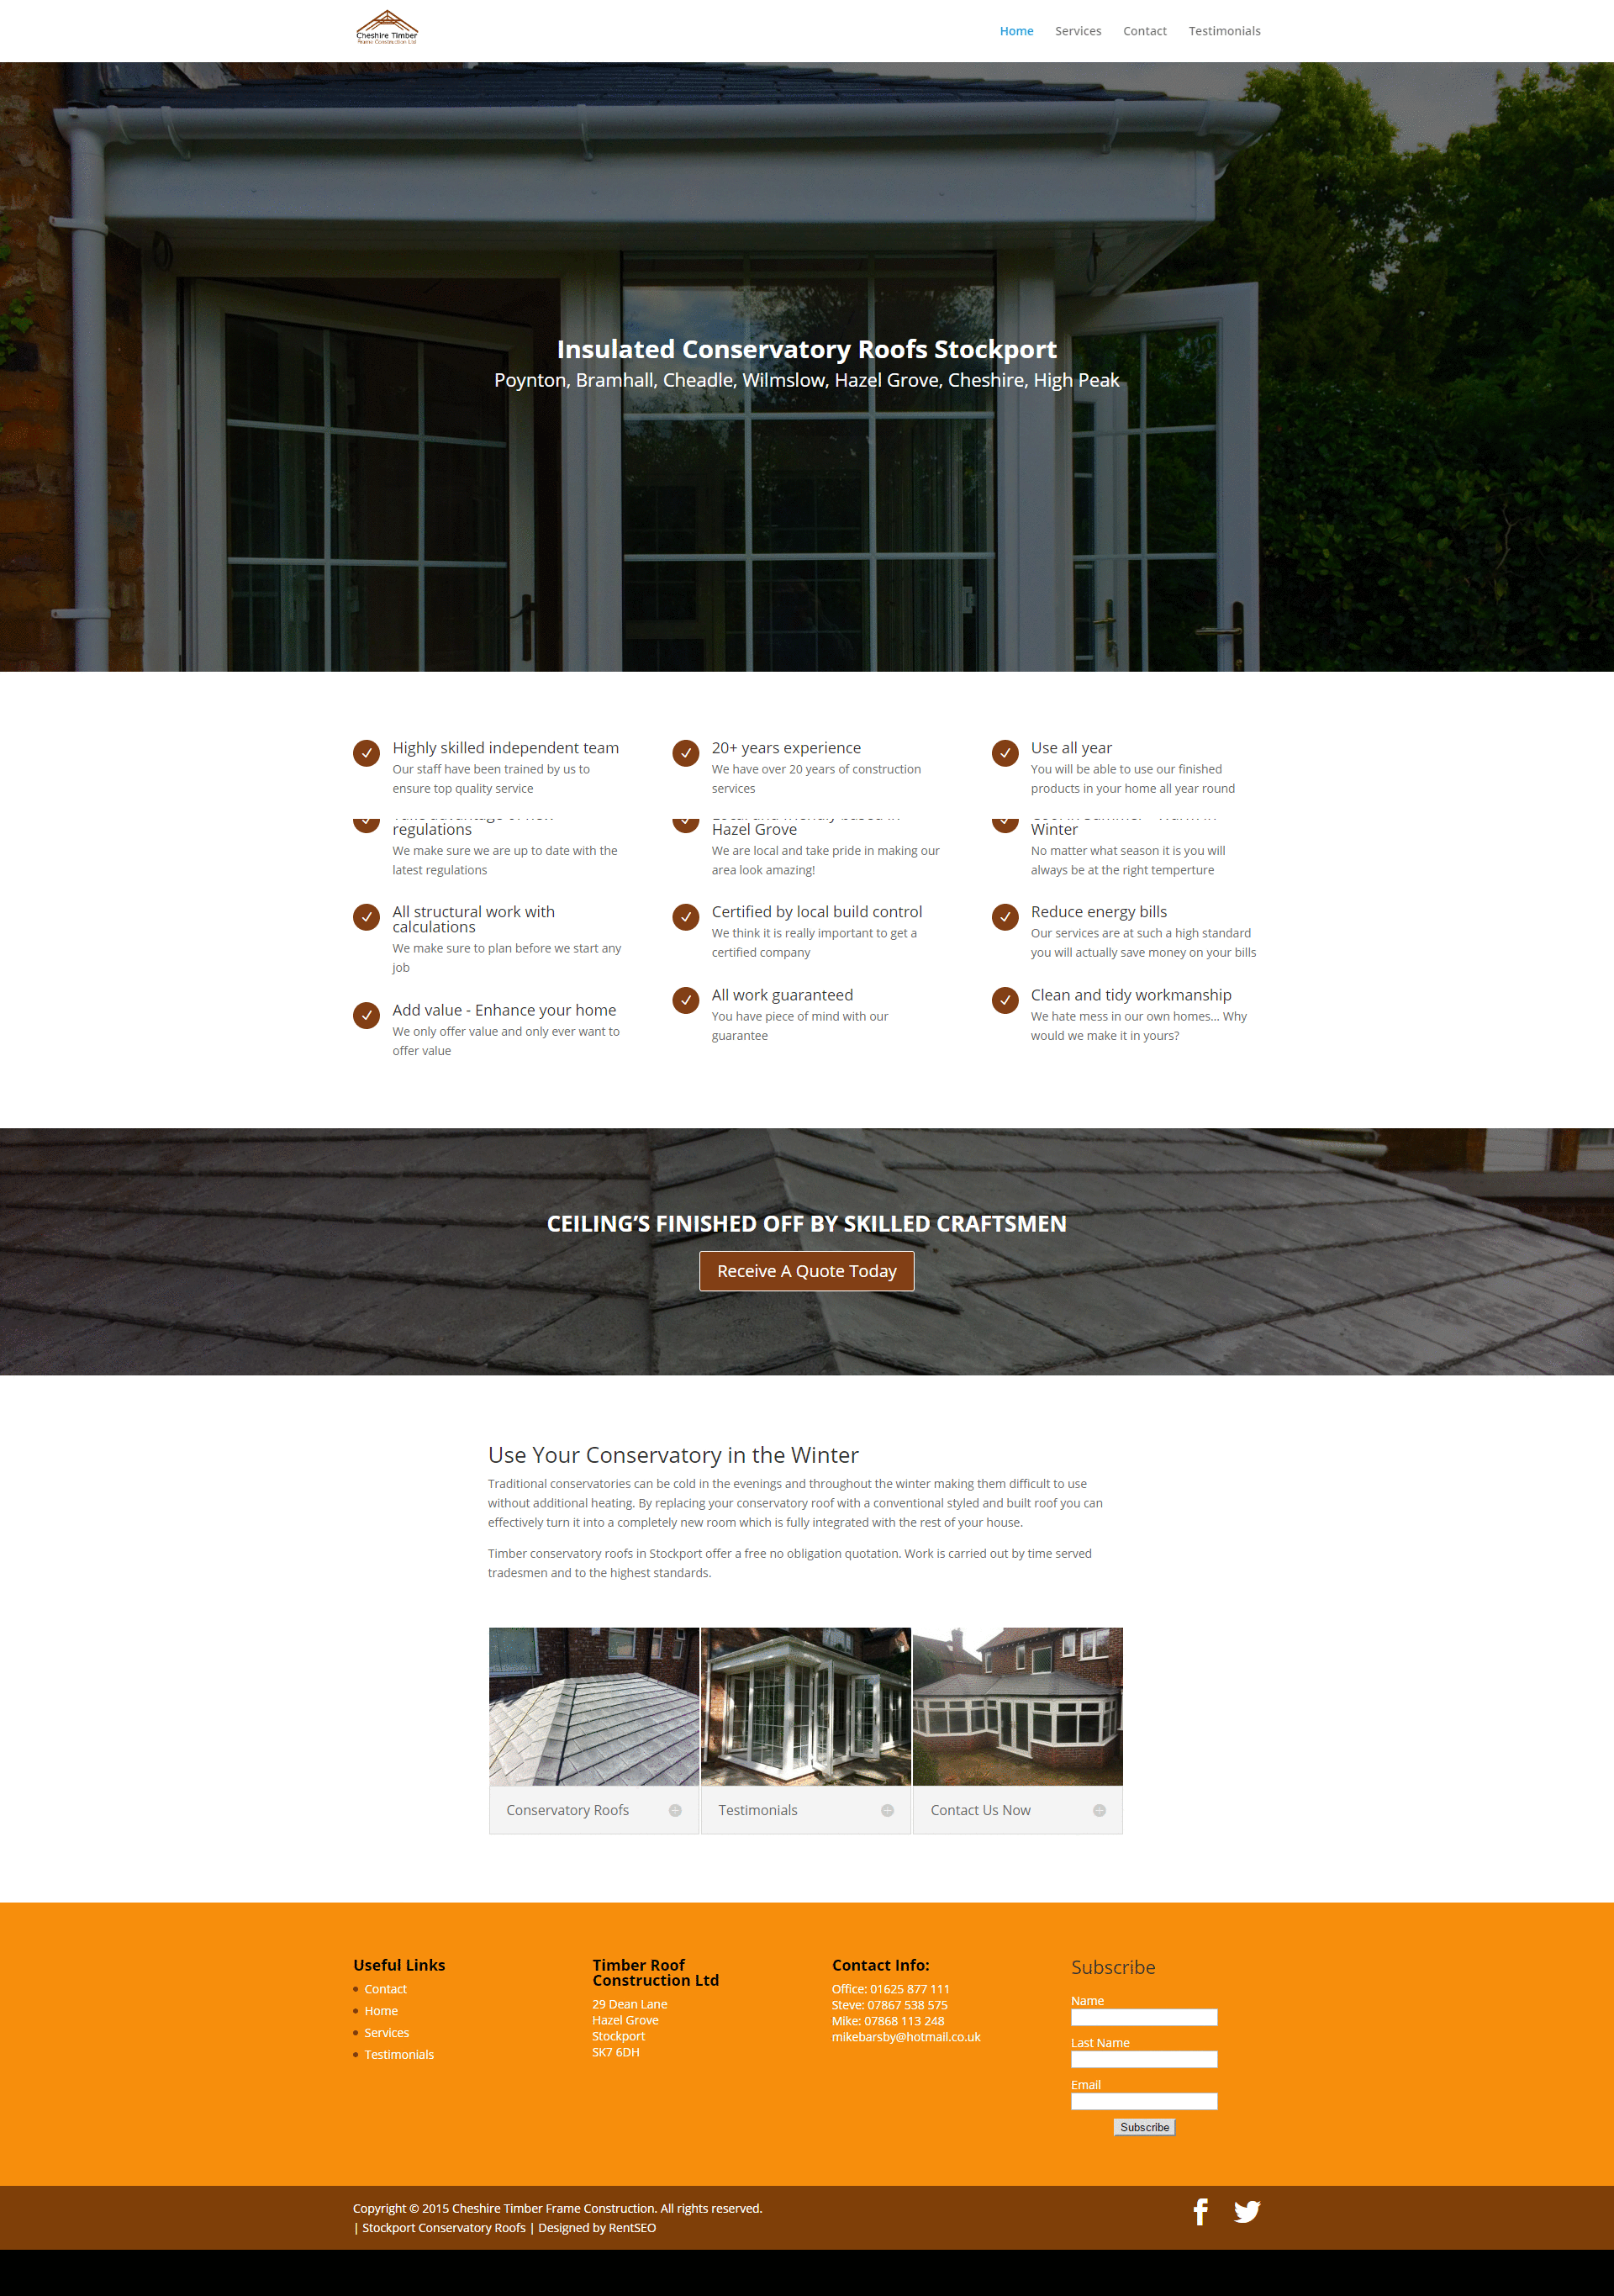 Cheshire Timber
Frame Construction Ltd
Home Services Contact Testimonials
Insulated Conservatory Roofs Stockport
Poynton, Bramhall, Cheadle, Wilmslow, Hazel Grove, Cheshire, High Peak
Highly skilled independent team
Our staff have been trained by us to
ensure top quality service
20+ years experience
We have over 20 years of construction
services
Use all year
You will be able to use our finished
products in your home all year round
regulations
We make sure we are up to date with the
latest regulations
Hazel Grove
We are local and take pride in making our
area look amazing!
Winter
No matter what season it is you will
always be at the right temperture
All structural work with
calculations
We make sure to plan before we start any
job
Certified by local build control
We think it is really important to get a
certified company
Reduce energy bills
Our services are at such a high standard
you will actually save money on your bills
Add value - Enhance your home
We only offer value and only ever want to
offer value
All work guaranteed
You have piece of mind with our
guarantee
Clean and tidy workmanship
We hate mess in our own homes... Why
would we make it in yours?
CEILING’S FINISHED OFF BY SKILLED CRAFTSMEN
Receive A Quote Today
Use Your Conservatory in the Winter
Traditional conservatories can be cold in the evenings and throughout the winter making them difficult to use
without additional heating. By replacing your conservatory roof with a conventional styled and built roof you can
effectively turn it into a completely new room which is fully integrated with the rest of your house.
Timber conservatory roofs in Stockport offer a free no obligation quotation. Work is carried out by time served
tradesmen and to the highest standards.
Conservatory Roofs
Testimonials
Contact Us Now
Useful Links
Contact
Home
Services
Testimonials
Timber Roof
Construction Ltd
29 Dean Lane
Hazel Grove
Stockport
SK7 6DH
Contact Info:
Office: 01625 877 111
Steve: 07867 538 575
Mike: 07868 113 248
mikebarsby@hotmail.co.uk
Subscribe
Name
Last Name
Email
Subscribe
Copyright © 2015 Cheshire Timber Frame Construction. All rights reserved.
| Stockport Conservatory Roofs | Designed by RentSEO